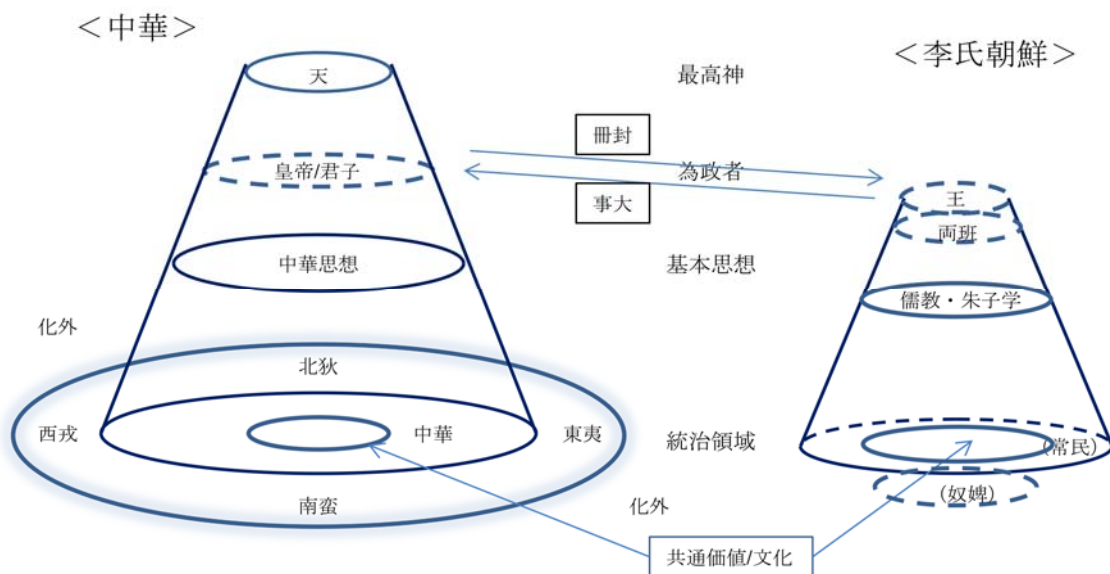 <中華>
<李氏朝鮮>
天
最高神
冊封
皇帝/君子
為政者
事大
王
両班
中華思想
基本思想
儒教・朱子学
化外
北狄
西戎
中華
東夷
統治領域
(常民)
南蛮
化外
(奴婢)
共通価値/文化